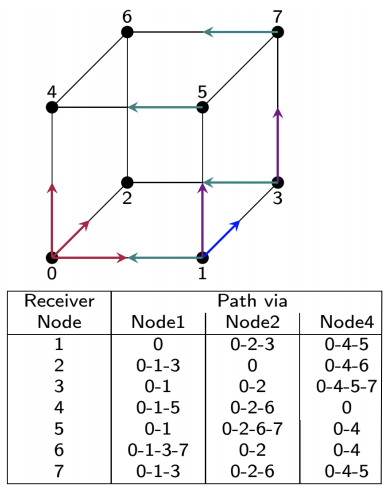 6 7
4 5
2 3
0 1
Receiver Path via
Node Node1 Node2 Node4
1 0 0-2-3 0-4-5
2 0-1-3 0 0-4-6
3 0-1 0-2 0-4-5-7
4 0-1-5 0-2-6 0
5 0-1 0-2-6-7 0-4
6 0-1-3-7 0-2 0-4
7 0-1-3 0-2-6 0-4-5